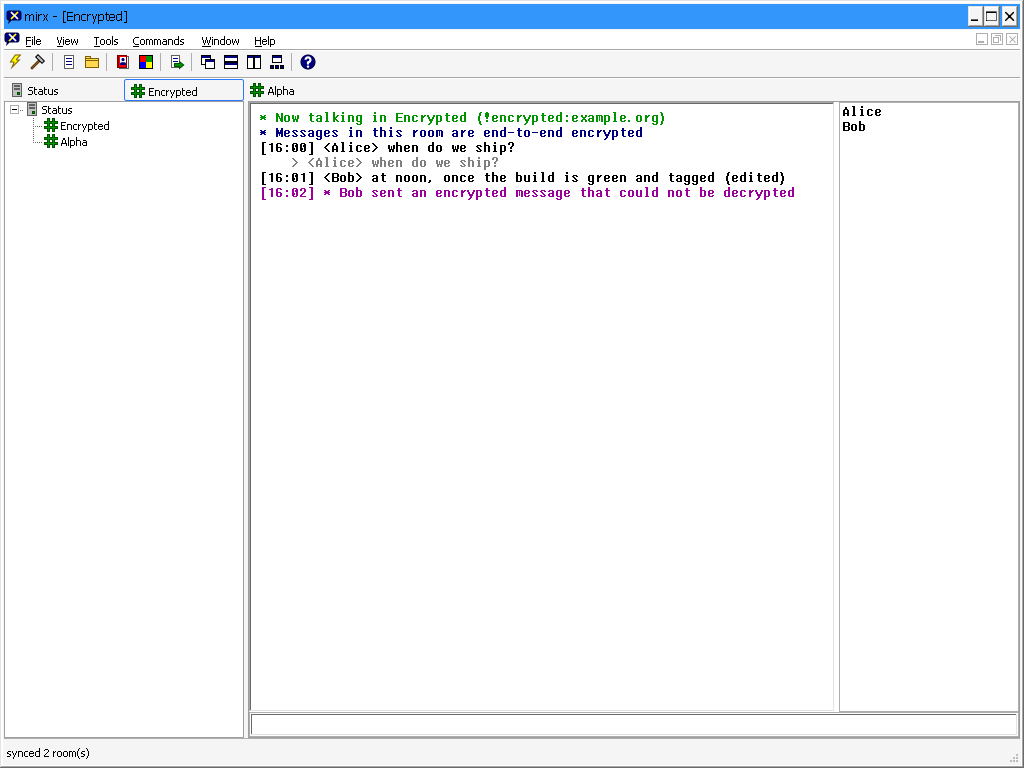 mirx - [Encrypted]
File View Tools Commands Window Help
Status Encrypted Alpha
Status
Encrypted
Alpha
* Now talking in Encrypted (!encrypted:example.org)
* Messages in this room are end-to-end encrypted
[16:00] <Alice> when do we ship?
> <Alice> when do we ship?
[16:01] <Bob> at noon, once the build is green and tagged (edited)
[16:02] * Bob sent an encrypted message that could not be decrypted
Alice
Bob
synced 2 room(s)